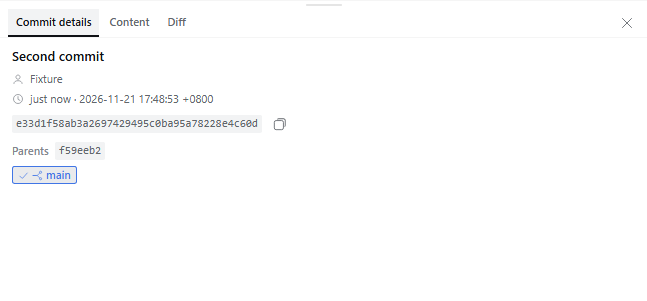 Commit details Content Diff
Second commit
Fixture
just now · 2026-11-21 17:48:53 +0800
e33d1f58ab3a2697429495c0ba95a78228e4c60d
Parents f59eeb2
main